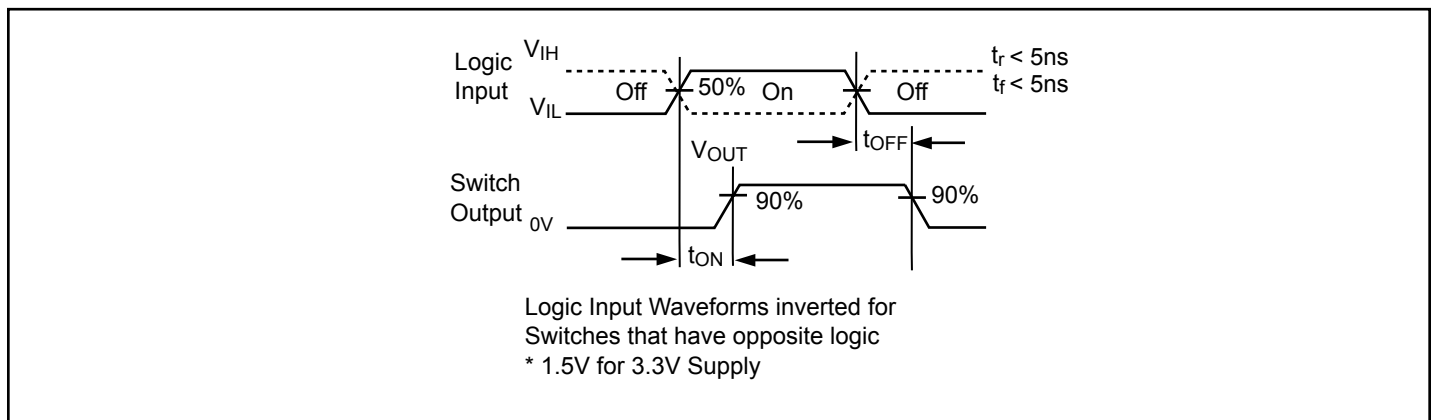 Logic
Input
VIH
VIL
Off
50%
On
Off
tr < 5ns
tf < 5ns
tOFF
VOUT
Switch
Output
0V
90%
90%
tON
Logic Input Waveforms inverted for
Switches that have opposite logic
* 1.5V for 3.3V Supply